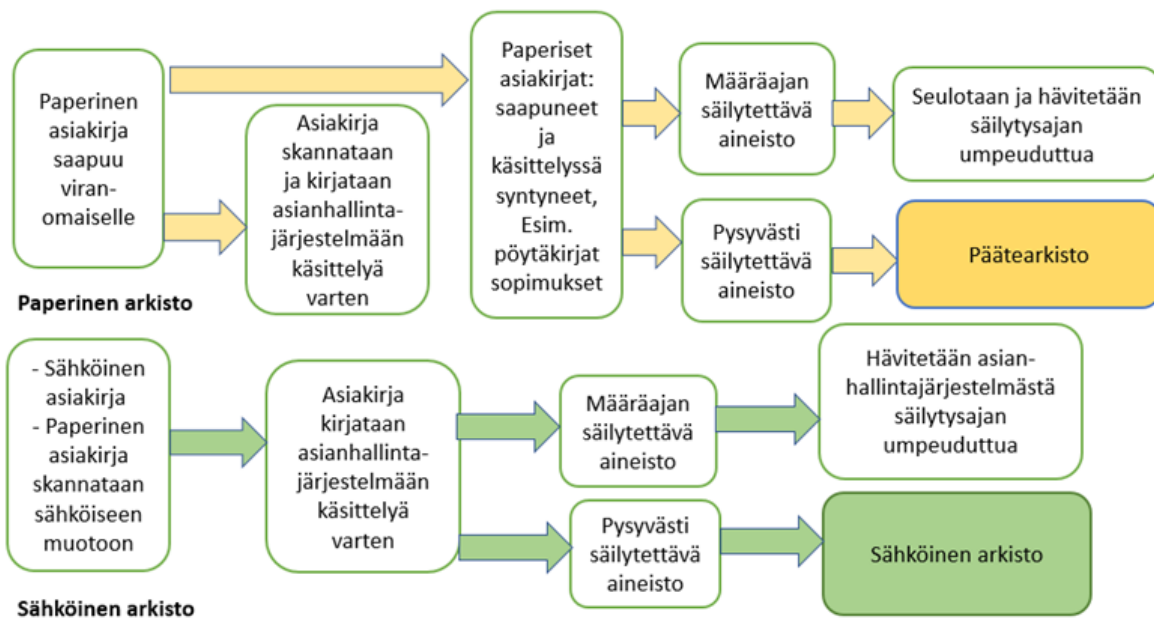 Paperinen
asiakirja
saapuu
viran-
omaiselle
Asiakirja
skannataan
ja kirjataan
asianhallinta-
järjestelmään
käsittelyä
varten
Paperiset
asiakirjat:
saapuneet
ja
käsittelyssä
syntyneet,
Esim.
pöytäkirjat
sopimukset
Määräajan
säilytettävä
aineisto
Seulotaan ja hävitetään
säilytysajan
umpeuduttua
Pysyvästi
säilytettävä
aineisto
Päätearkisto
Paperinen arkisto
- Sähköinen
asiakirja
- Paperinen
asiakirja
skannataan
sähköiseen
muotoon
Asiakirja
kirjataan
asianhallinta-
järjestelmään
käsittelyä
varten
Määräajan
säilytettävä
aineisto
Hävitetään asian-
hallintajärjestelmästä
säilytysajan
umpeuduttua
Pysyvästi
säilytettävä
aineisto
Sähköinen arkisto
Sähköinen arkisto